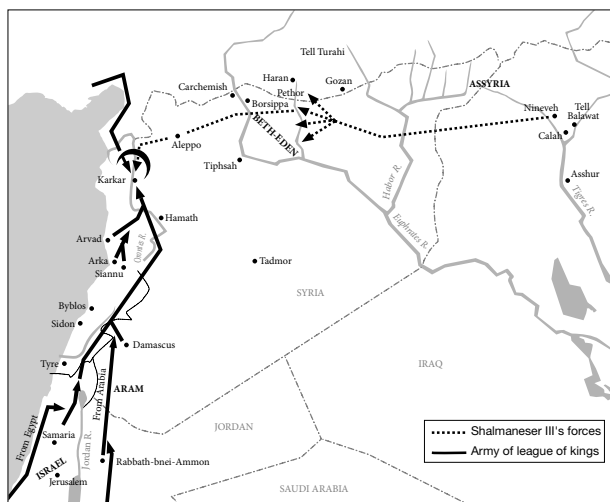 Tell Turahi
Haran
Gozan
Carchemish
Pethor
Borsippa
ASSYRIA
BETH-EDEN
Nineveh
Tell
Balawat
Calah
Aleppo
Tiphsah
Karkar
Habor R.
Asshur
Tigres R.
Hamath
Arvad
Orontes R.
Euphrates R.
Arka
Siannu
Tadmor
SYRIA
Byblos
Sidon
Damascus
Tyre
IRAQ
ARAM
From Arabia
From Egypt
Samaria
JORDAN
Jordan R.
ISRAEL
Rabbath-bnei-Ammon
Jerusalem
SAUDI ARABIA
Shalmaneser III's forces
Army of league of kings